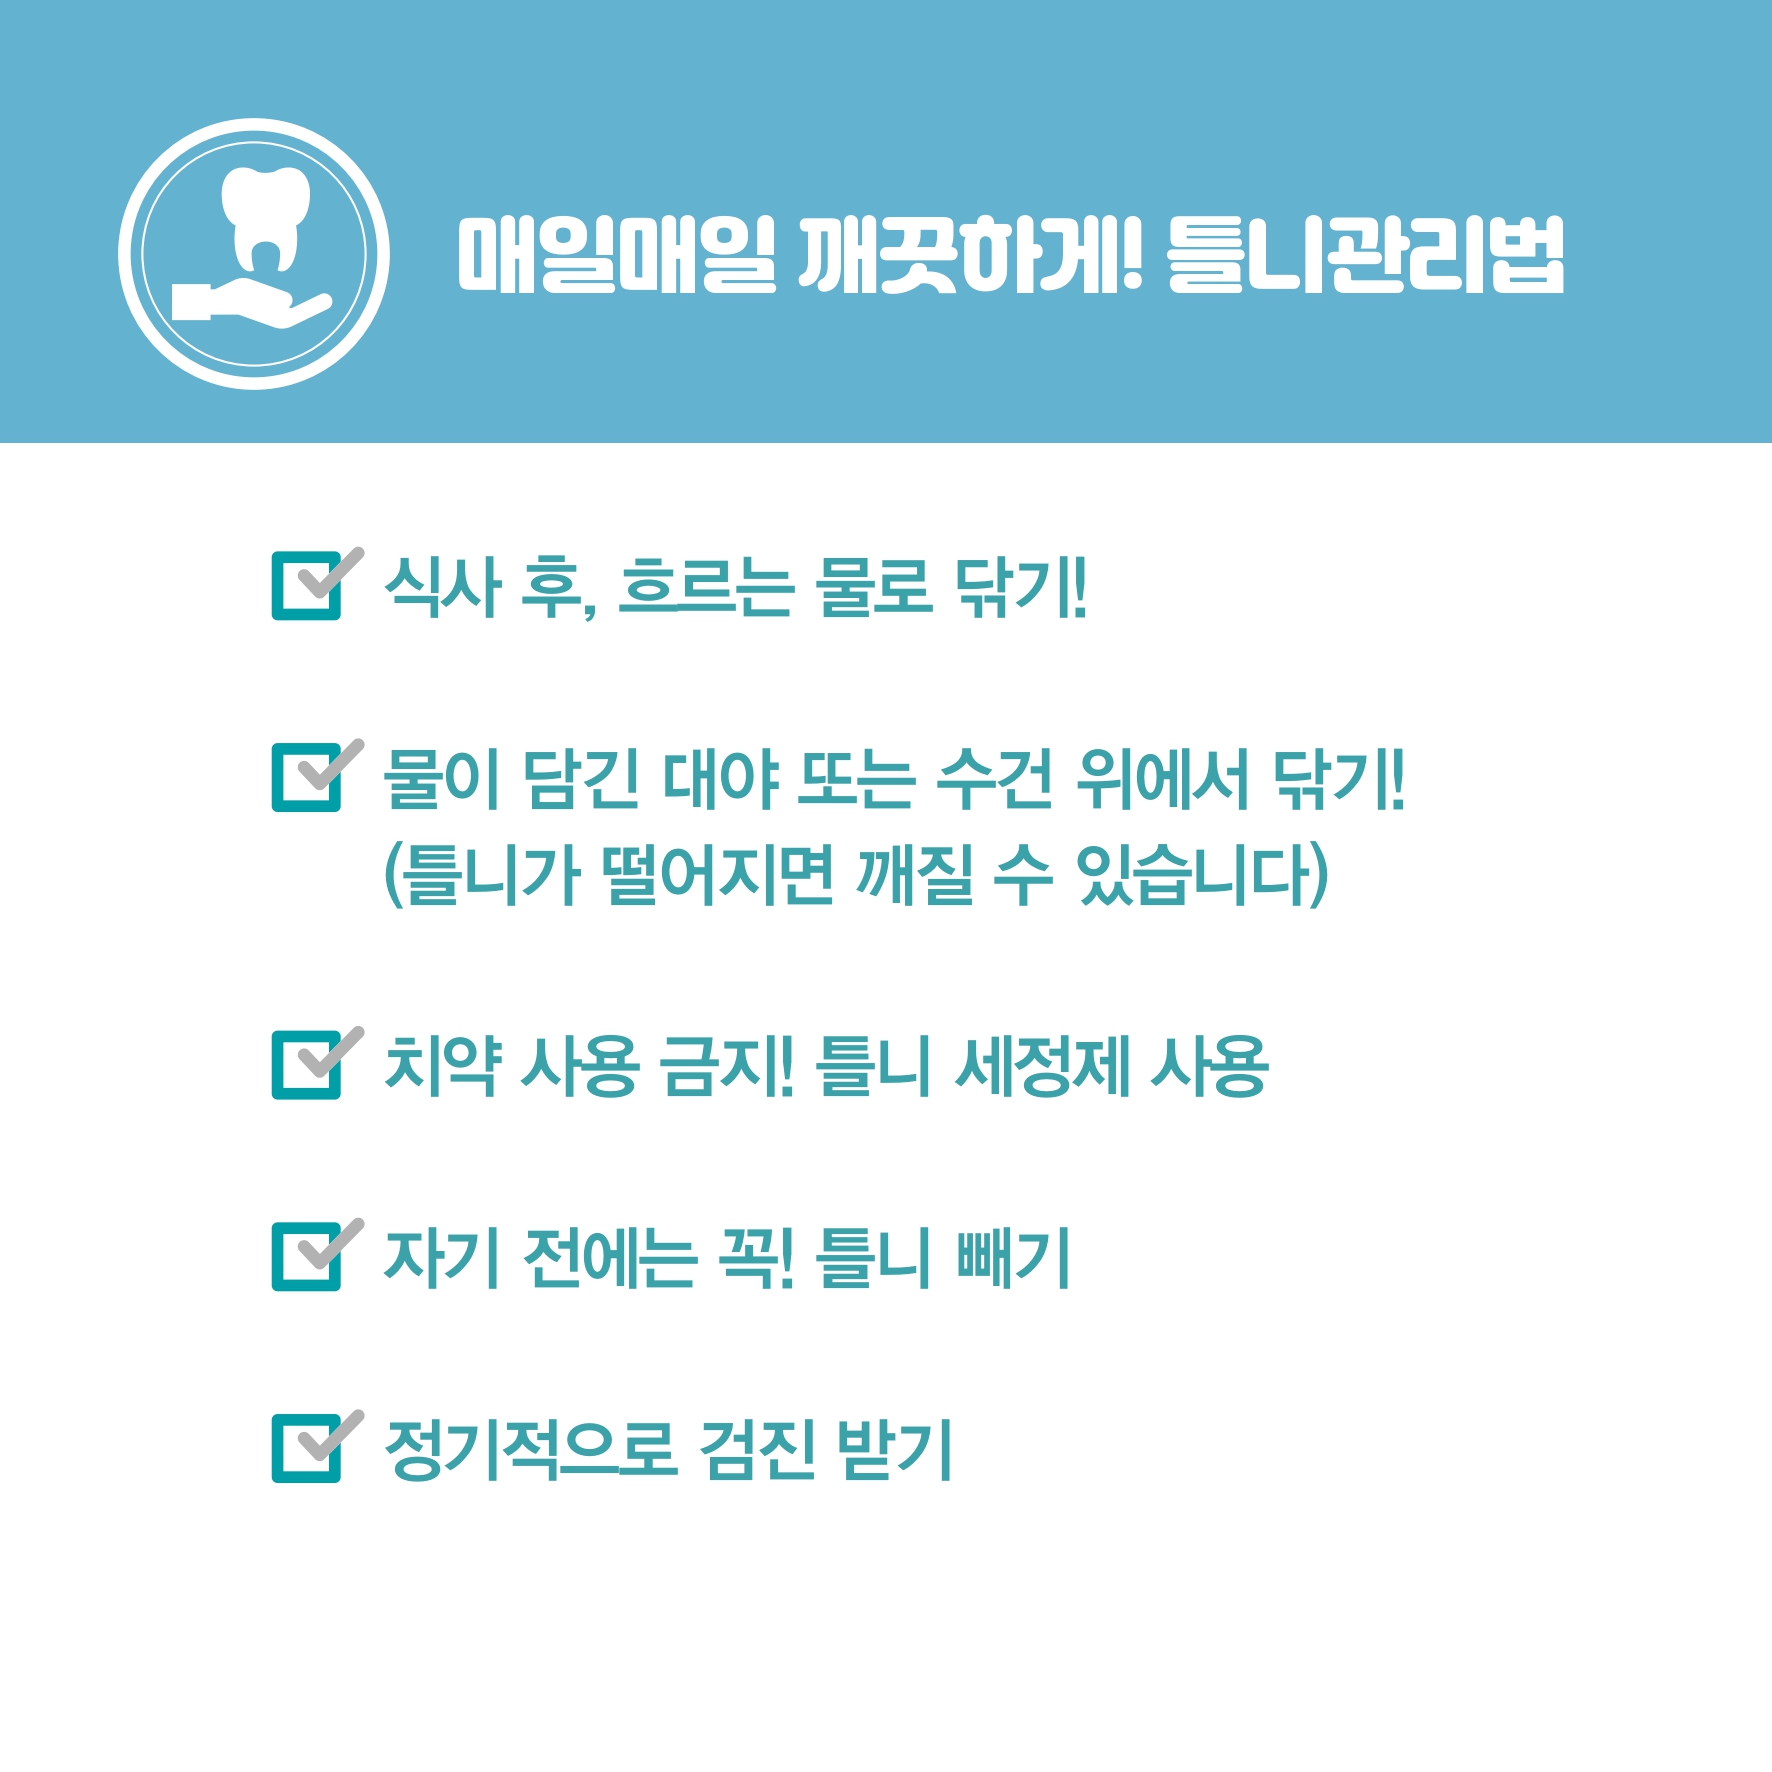 매일매일 깨끗하게! 틀니관리법
식사 후, 흐르는 물로 닦기!
물이 담긴 대야 또는 수건 위에서 닦기!
(틀니가 떨어지면 깨질 수 있습니다)
치약 사용 금지! 틀니 세정제 사용
자기 전에는 꼭! 틀니 빼기
정기적으로 검진 받기